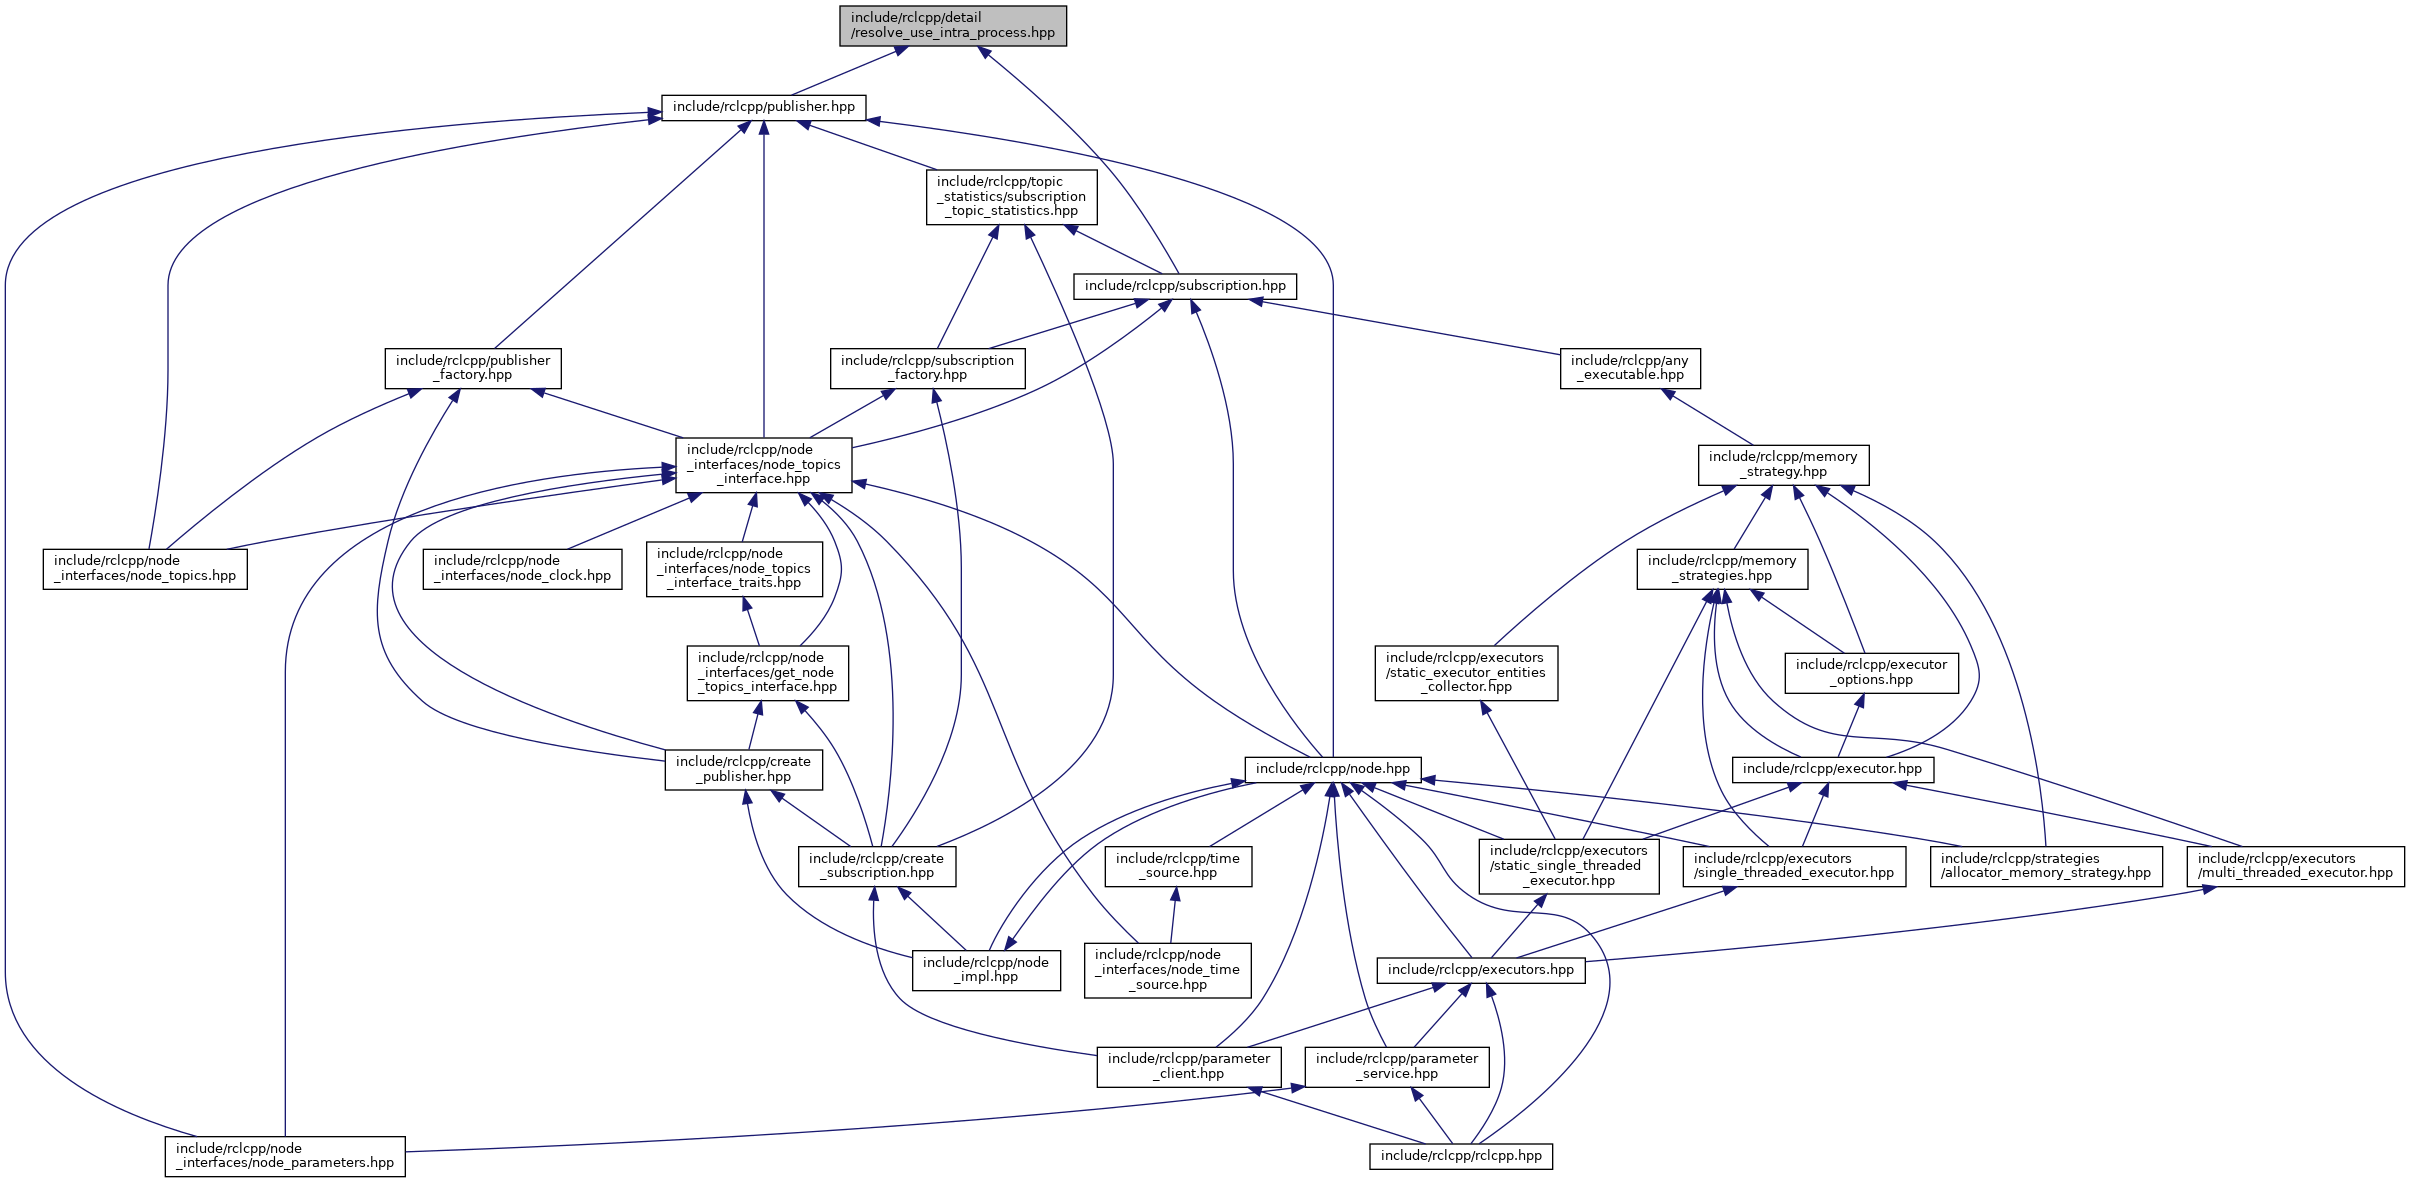 include/rclcpp/detail
/resolve_use_intra_process.hpp
include/rclcpp/publisher.hpp
include/rclcpp/topic
_statistics/subscription
_topic_statistics.hpp
include/rclcpp/subscription.hpp
include/rclcpp/publisher
_factory.hpp
include/rclcpp/subscription
_factory.hpp
include/rclcpp/any
_executable.hpp
include/rclcpp/node
_interfaces/node_topics
_interface.hpp
include/rclcpp/memory
_strategy.hpp
include/rclcpp/node
_interfaces/node_topics.hpp
include/rclcpp/node
_interfaces/node_clock.hpp
include/rclcpp/node
_interfaces/node_topics
_interface_traits.hpp
include/rclcpp/memory
_strategies.hpp
include/rclcpp/node
_interfaces/get_node
_topics_interface.hpp
include/rclcpp/executors
/static_executor_entities
_collector.hpp
include/rclcpp/executor
_options.hpp
include/rclcpp/create
_publisher.hpp
include/rclcpp/node.hpp
include/rclcpp/executor.hpp
include/rclcpp/create
_subscription.hpp
include/rclcpp/time
_source.hpp
include/rclcpp/executors
/static_single_threaded
_executor.hpp
include/rclcpp/executors
/single_threaded_executor.hpp
include/rclcpp/strategies
/allocator_memory_strategy.hpp
include/rclcpp/executors
/multi_threaded_executor.hpp
include/rclcpp/node
_impl.hpp
include/rclcpp/node
_interfaces/node_time
_source.hpp
include/rclcpp/executors.hpp
include/rclcpp/parameter
_client.hpp
include/rclcpp/parameter
_service.hpp
include/rclcpp/node
_interfaces/node_parameters.hpp
include/rclcpp/rclcpp.hpp